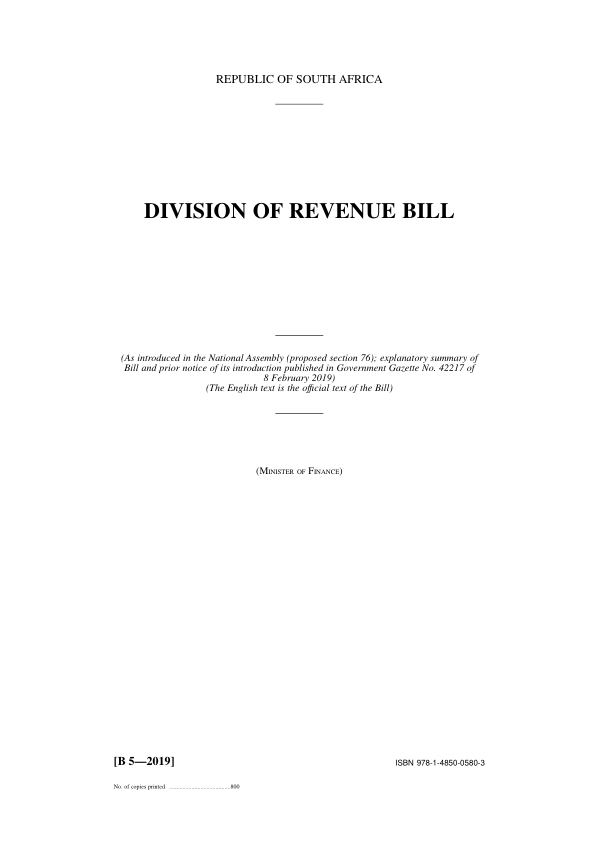 REPUBLIC OF SOUTH AFRICA
DIVISION OF REVENUE BILL
(As introduced in the National Assembly (proposed section 76); explanatory summary of
Bill and prior notice of its introduction published in Government Gazette No. 42217 of
8 February 2019)
(The English text is the official text of the Bill)
(Minister of Finance)
[B 5—2019]
ISBN 978-1-4850-0580-3
No. of copies printed .......................................800